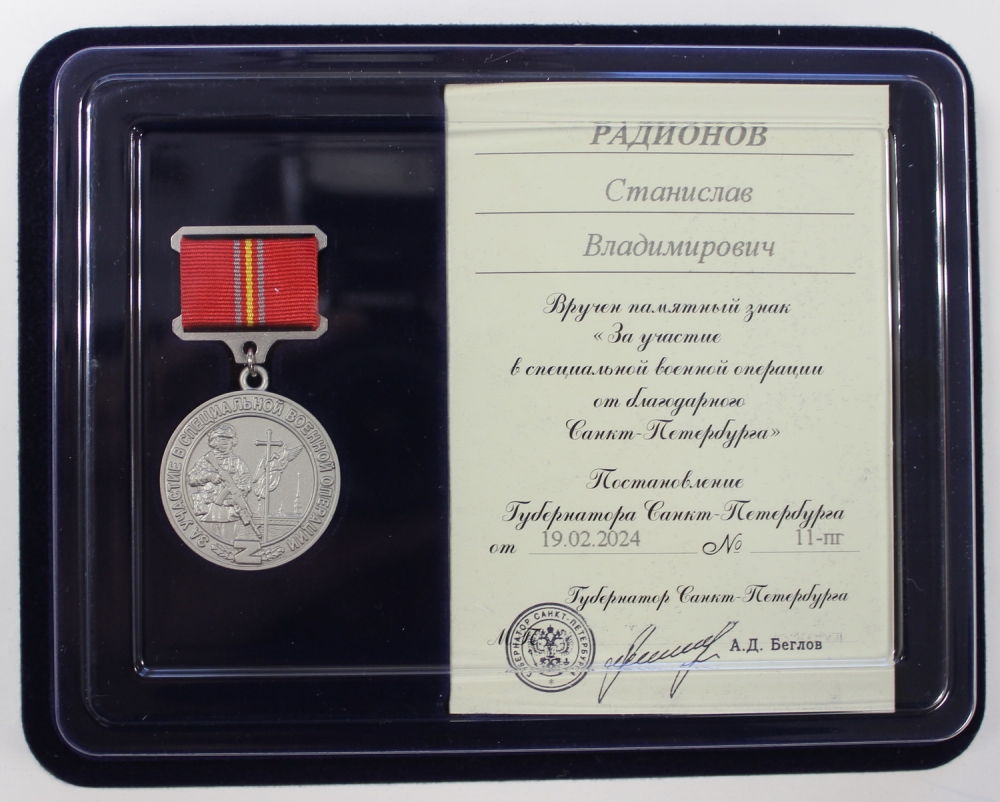 ЗА УЧАСТИЕ В СПЕЦИАЛЬНОЙ ВОЕННОЙ ОПЕРАЦИИ
Z
РАДИОНОВ
Станислав
Владимирович
Вручен памятный знак
«За участие
в специальной военной операции
от благодарного
Санкт-Петербурга»
Постановление
Губернатора Санкт-Петербурга
от 19.02.2024 № 11-пг
Губернатор Санкт-Петербурга
ГУБЕРНАТОР САНКТ-ПЕТЕРБУРГА
А.Д. Беглов